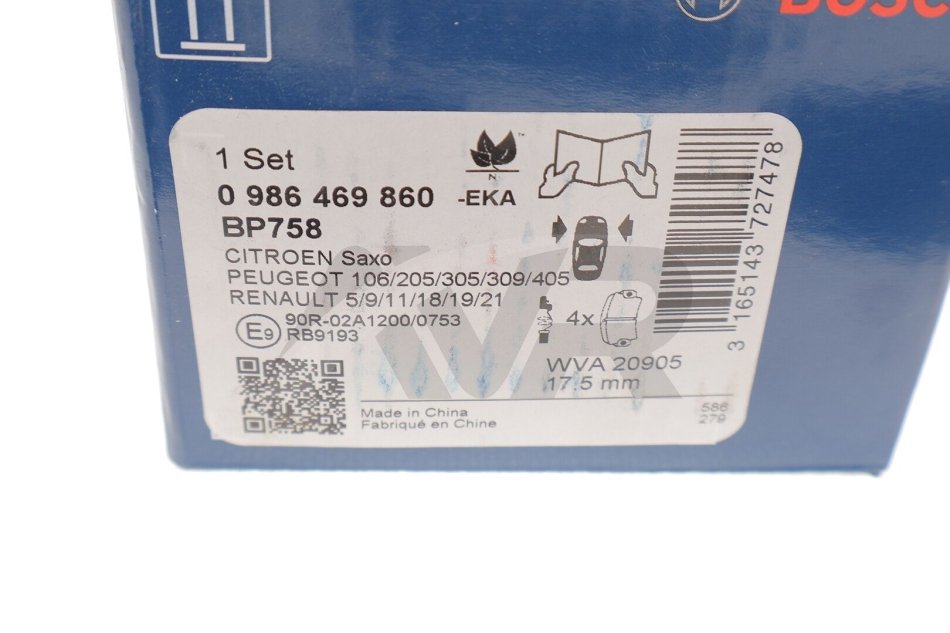 BOSCH
1 Set
0 986 469 860 -EKA
BP758
CITROEN Saxo
PEUGEOT 106/205/305/309/405
RENAULT 5/9/11/18/19/21
E9 90R-02A1200/0753
RB9193
4x
WVA 20905
17.5 mm
Made in China
Fabriqué en Chine
586
279
3 165143 727478